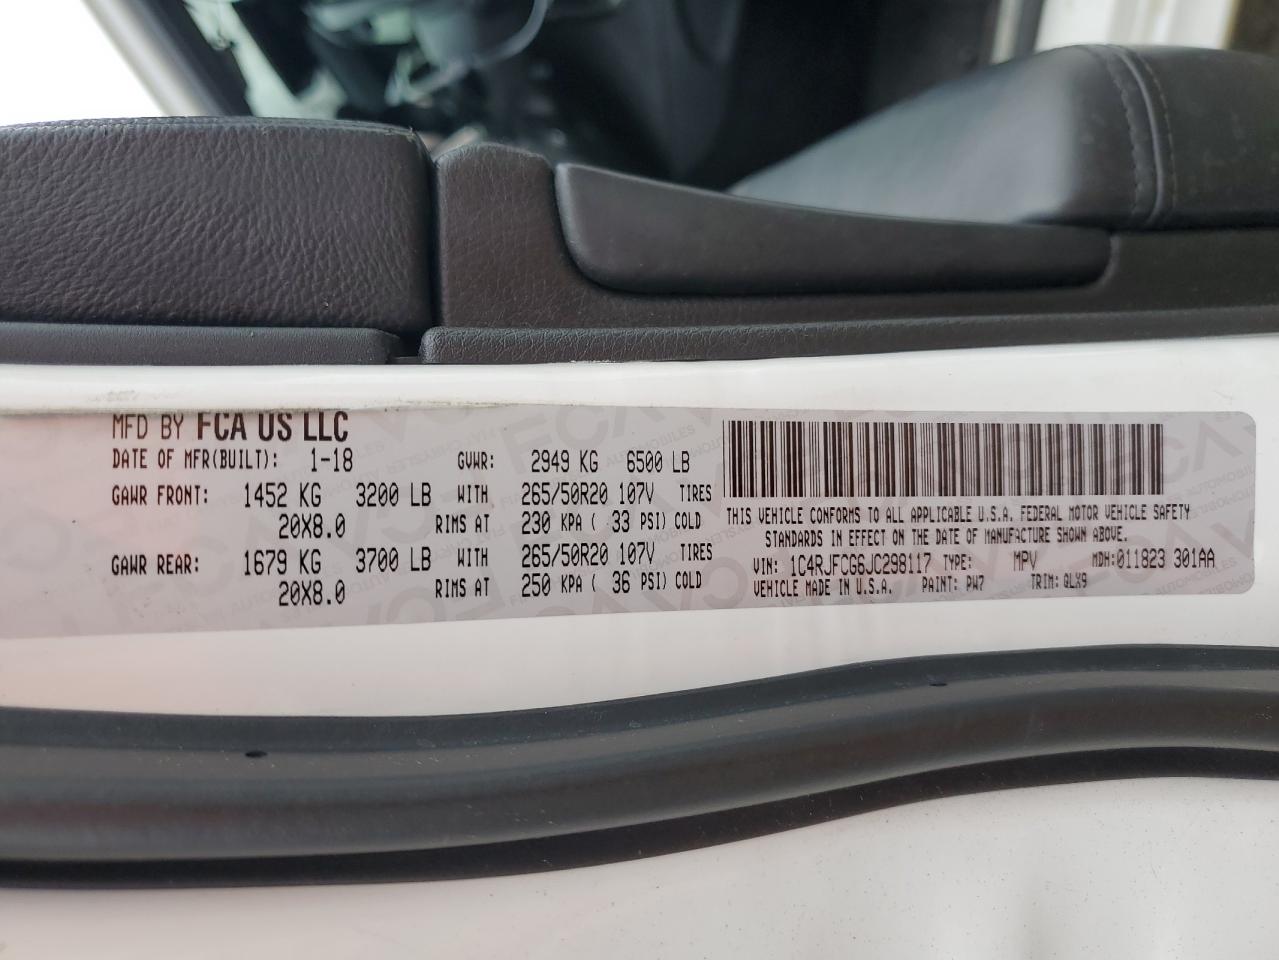 MFD BY FCA US LLC
DATE OF MFR(BUILT): 1-18 GVWR: 2949 KG 6500 LB
GAWR FRONT: 1452 KG 3200 LB WITH 265/50R20 107V TIRES
20X8.0 RIMS AT 230 KPA ( 33 PSI) COLD
GAWR REAR: 1679 KG 3700 LB WITH 265/50R20 107V TIRES
20X8.0 RIMS AT 250 KPA ( 36 PSI) COLD
THIS VEHICLE CONFORMS TO ALL APPLICABLE U.S.A. FEDERAL MOTOR VEHICLE SAFETY
STANDARDS IN EFFECT ON THE DATE OF MANUFACTURE SHOWN ABOVE.
VIN: 1C4RJFCG6JC298117 TYPE: MPV MDH:011823 301AA
VEHICLE MADE IN U.S.A. PAINT: PW7 TRIM: QLX9